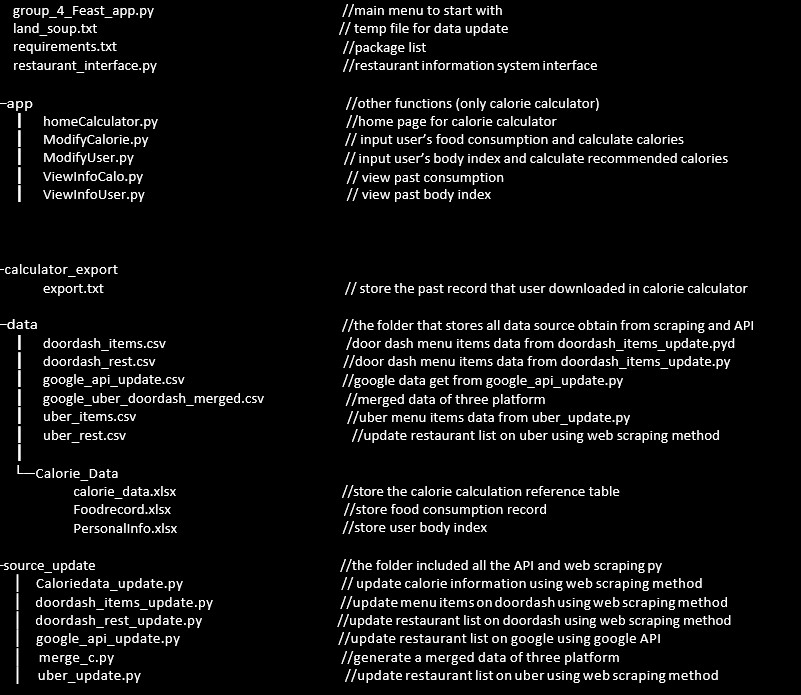 group_4_Feast_app.py //main menu to start with
land_soup.txt // temp file for data update
requirements.txt //package list
restaurant_interface.py //restaurant information system interface
app //other functions (only calorie calculator)
homeCalculator.py //home page for calorie calculator
ModifyCalorie.py // input user’s food consumption and calculate calories
ModifyUser.py // input user’s body index and calculate recommended calories
ViewInfoCalo.py // view past consumption
ViewInfoUser.py // view past body index
calculator_export
export.txt // store the past record that user downloaded in calorie calculator
data //the folder that stores all data source obtain from scraping and API
doordash_items.csv /door dash menu items data from doordash_items_update.pyd
doordash_rest.csv //door dash menu items data from doordash_items_update.py
google_api_update.csv //google data get from google_api_update.py
google_uber_doordash_merged.csv //merged data of three platform
uber_items.csv //uber menu items data from uber_update.py
uber_rest.csv //update restaurant list on uber using web scraping method
Calorie_Data
calorie_data.xlsx //store the calorie calculation reference table
Foodrecord.xlsx //store food consumption record
PersonalInfo.xlsx //store user body index
source_update //the folder included all the API and web scraping py
Caloriedata_update.py // update calorie information using web scraping method
doordash_items_update.py //update menu items on doordash using web scraping method
doordash_rest_update.py //update restaurant list on doordash using web scraping method
google_api_update.py //update restaurant list on google using google API
merge_c.py //generate a merged data of three platform
uber_update.py //update restaurant list on uber using web scraping method